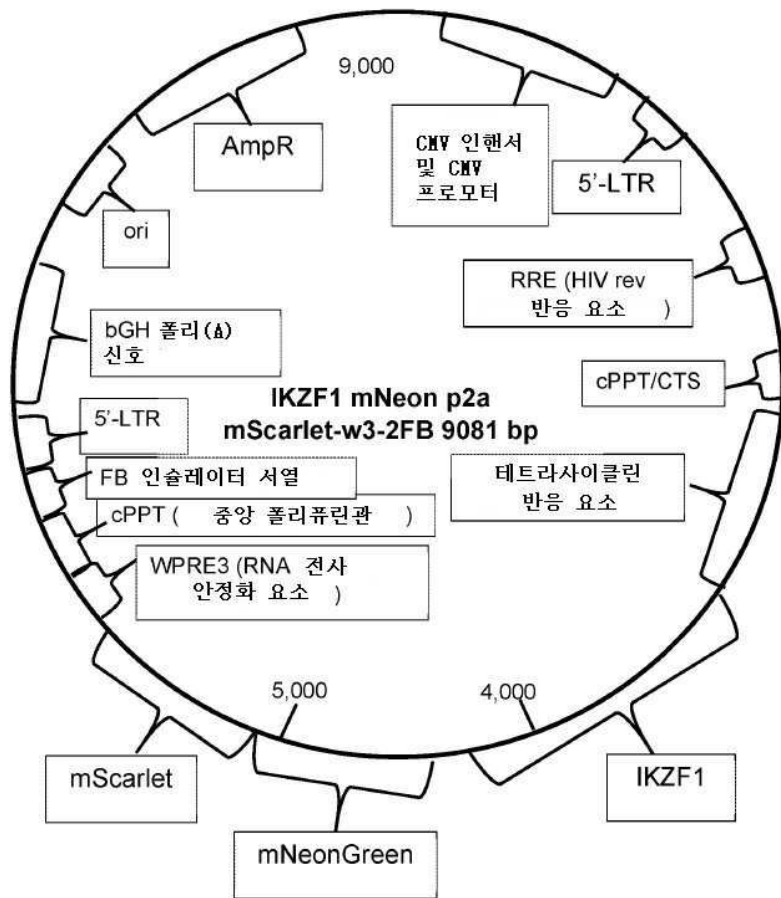 9,000
AmpR
CMV 인핸서
및 CMV
프로모터
5'-LTR
ori
RRE (HIV rev
반응 요소 )
bGH 폴리(A)
신호
cPPT/CTS
IKZF1 mNeon p2a
mScarlet-w3-2FB 9081 bp
5'-LTR
FB 인슐레이터 서열
cPPT ( 중앙 폴리퓨린관 )
테트라사이클린
반응 요소
WPRE3 (RNA 전사
안정화 요소 )
5,000
4,000
mScarlet
IKZF1
mNeonGreen